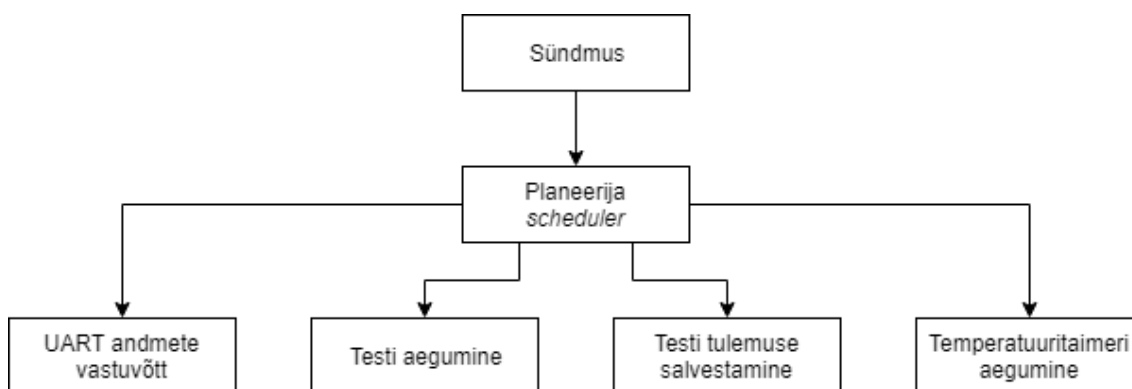 Sündmus
Planeerija
scheduler
UART andmete
vastuvõtt
Testi aegumine
Testi tulemuse
salvestamine
Temperatuuritaimeri
aegumine